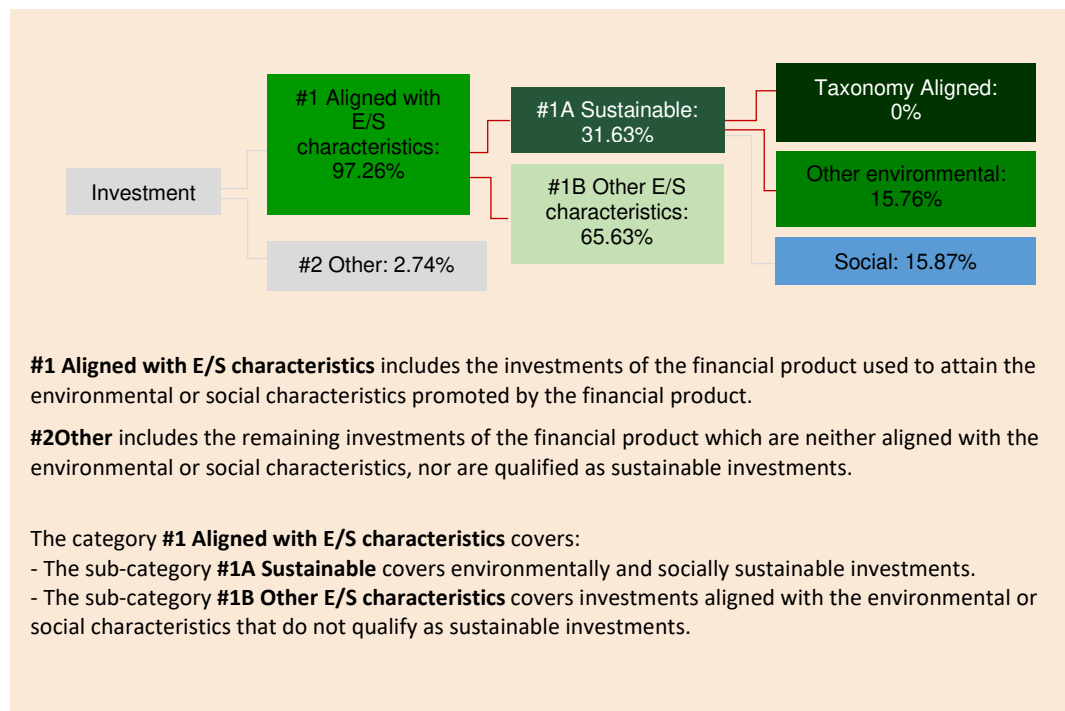 Investment
#1 Aligned with
E/S
characteristics:
97.26%
#2 Other: 2.74%
#1A Sustainable:
31.63%
#1B Other E/S
characteristics:
65.63%
Taxonomy Aligned:
0%
Other environmental:
15.76%
Social: 15.87%
#1 Aligned with E/S characteristics includes the investments of the financial product used to attain the
environmental or social characteristics promoted by the financial product.
#2Other includes the remaining investments of the financial product which are neither aligned with the
environmental or social characteristics, nor are qualified as sustainable investments.
The category #1 Aligned with E/S characteristics covers:
- The sub-category #1A Sustainable covers environmentally and socially sustainable investments.
- The sub-category #1B Other E/S characteristics covers investments aligned with the environmental or
social characteristics that do not qualify as sustainable investments.